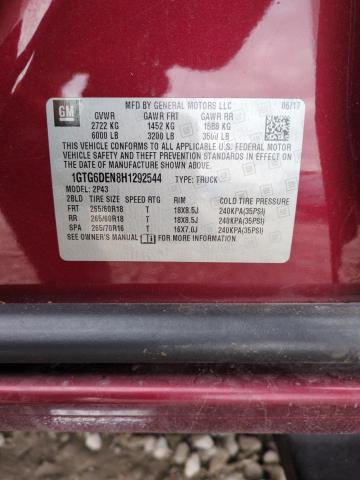 GM
MFD BY GENERAL MOTORS LLC 06/17
GVWR GAWR FRT GAWR RR
2722 KG 1452 KG 1588 KG
6000 LB 3200 LB 3500 LB
THIS VEHICLE CONFORMS TO ALL APPLICABLE U.S. FEDERAL MOTOR VEHICLE SAFETY AND THEFT PREVENTION STANDARDS IN EFFECT ON THE DATE OF MANUFACTURE SHOWN ABOVE.
1GTG6DEN8H1292544 TYPE: TRUCK
MODEL: 2P43
2BLD TIRE SIZE SPEED RTG RIM COLD TIRE PRESSURE
FRT 265/60R18 T 18X8.5J 240KPA(35PSI)
RR 265/60R18 T 18X8.5J 240KPA(35PSI)
SPA 265/70R16 T 16X7.0J 240KPA(35PSI)
SEE OWNER'S MANUAL FOR ADDITIONAL INFORMATION